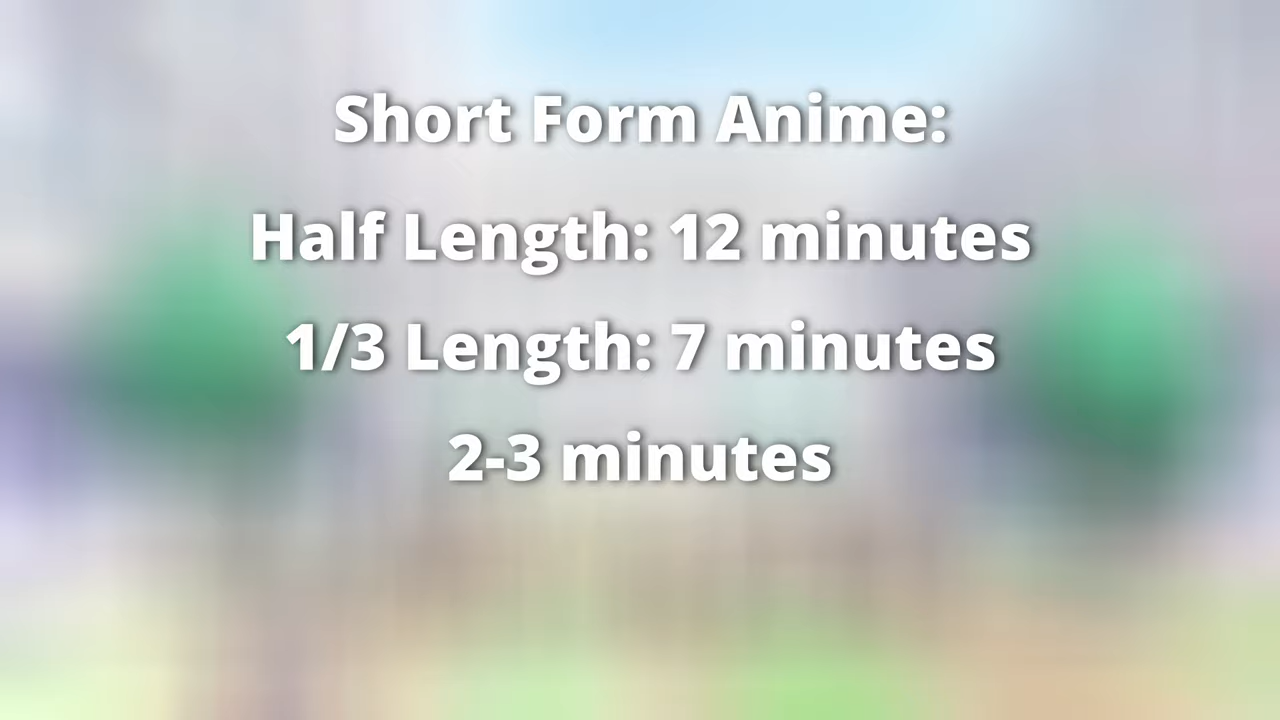 Short Form Anime:
Half Length: 12 minutes
1/3 Length: 7 minutes
2-3 minutes